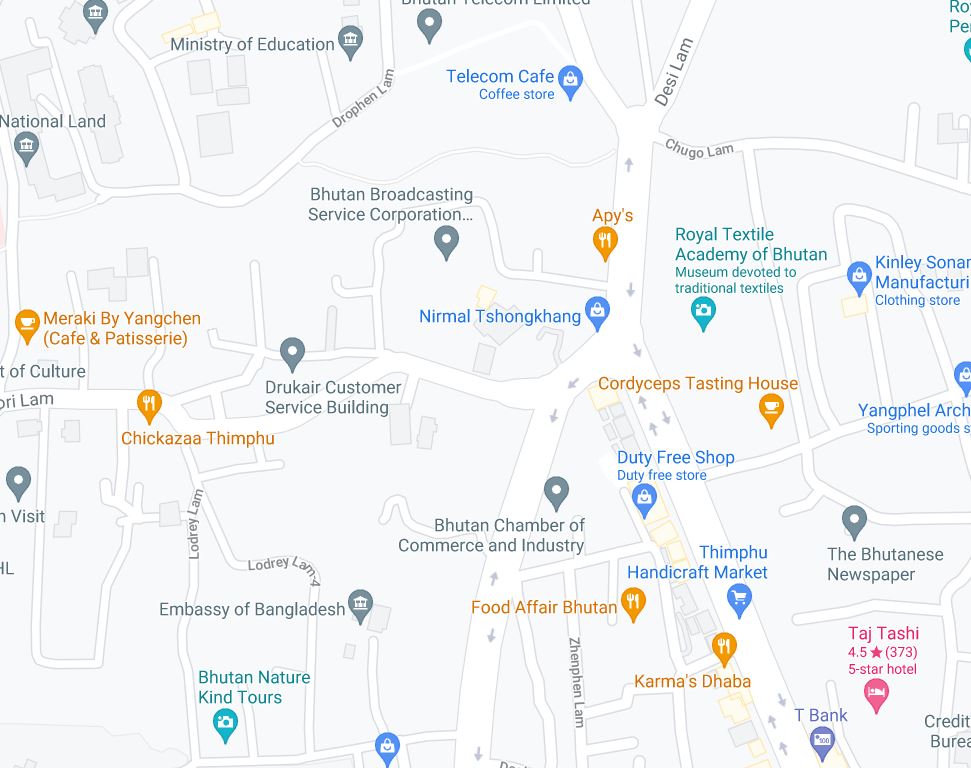 Bhutan Telecom Limited
Ministry of Education
Telecom Cafe
Coffee store
Desi Lam
Drophen Lam
National Land
Chugo Lam
Bhutan Broadcasting
Service Corporation...
Apy's
Royal Textile
Academy of Bhutan
Museum devoted to
traditional textiles
Kinley Sonar
Manufacturi
Clothing store
Nirmal Tshongkhang
Meraki By Yangchen
(Cafe & Patisserie)
t of Culture
ori Lam
Drukair Customer
Service Building
Cordyceps Tasting House
Yangphel Arch
Sporting goods s
Chickazaa Thimphu
Duty Free Shop
Duty free store
n Visit
Lodrey Lam
Bhutan Chamber of
Commerce and Industry
Thimphu
Handicraft Market
The Bhutanese
Newspaper
HL
Lodrey Lam 4
Embassy of Bangladesh
Food Affair Bhutan
Zhenphen Lam
Taj Tashi
4.5★(373)
5-star hotel
Bhutan Nature
Kind Tours
Karma's Dhaba
T Bank
Credit
Burea